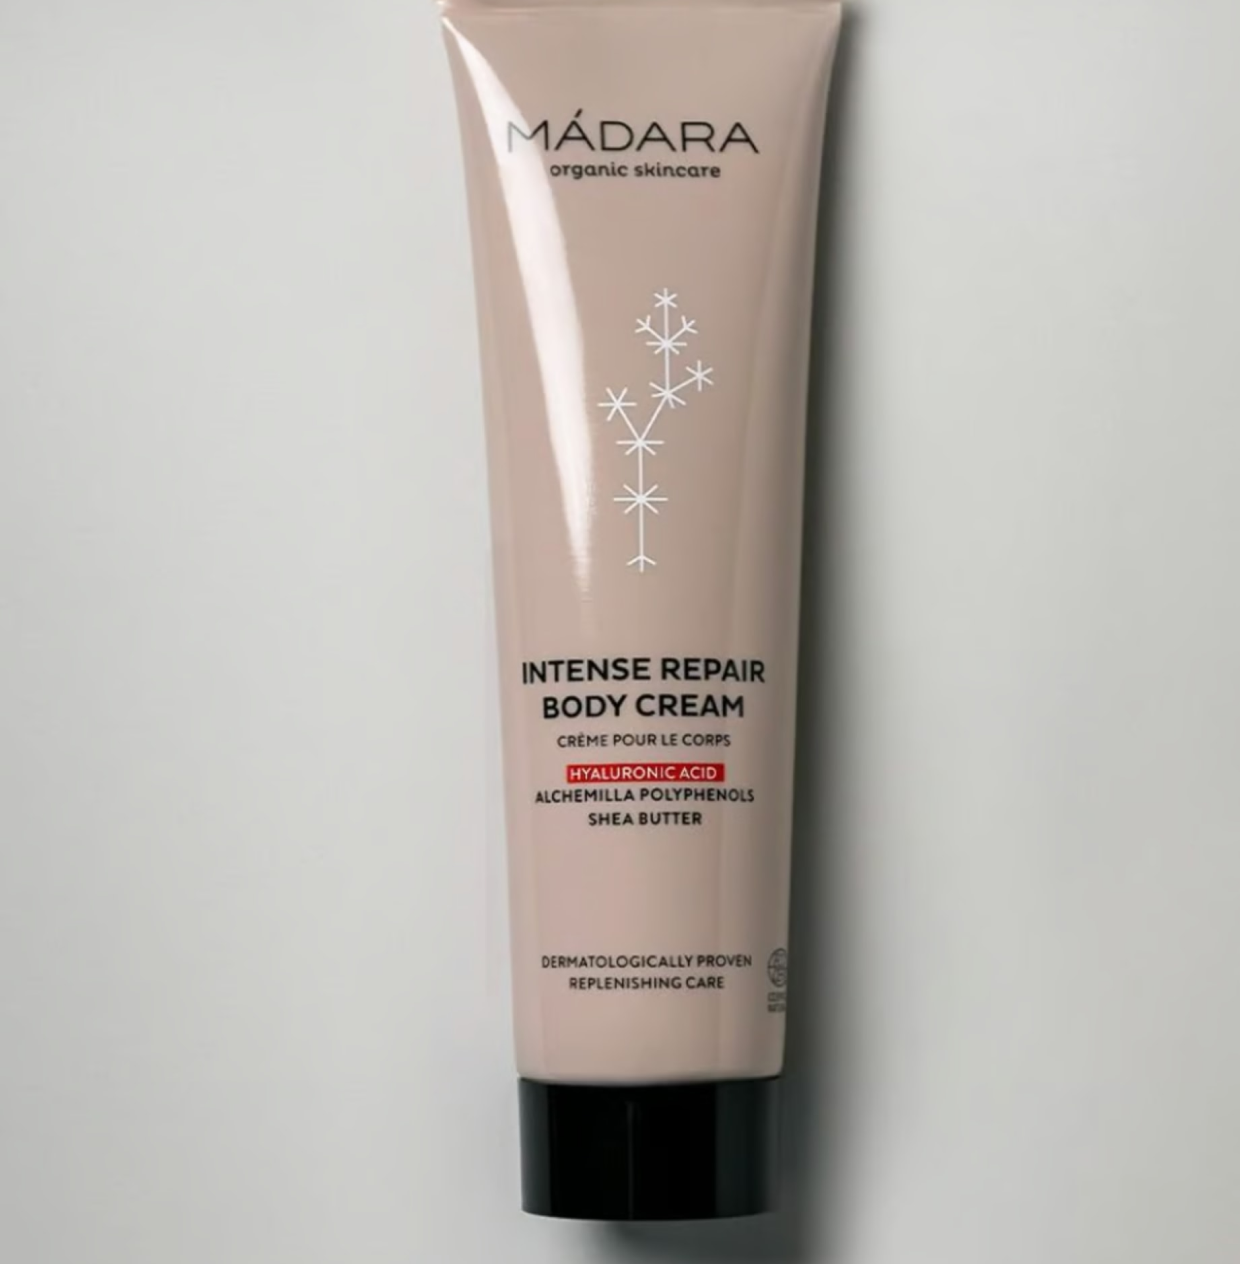 MÁDARA
organic skincare
INTENSE REPAIR
BODY CREAM
CRÈME POUR LE CORPS
HYALURONIC ACID
ALCHEMILLA POLYPHENOLS
SHEA BUTTER
DERMATOLOGICALLY PROVEN
REPLENISHING CARE